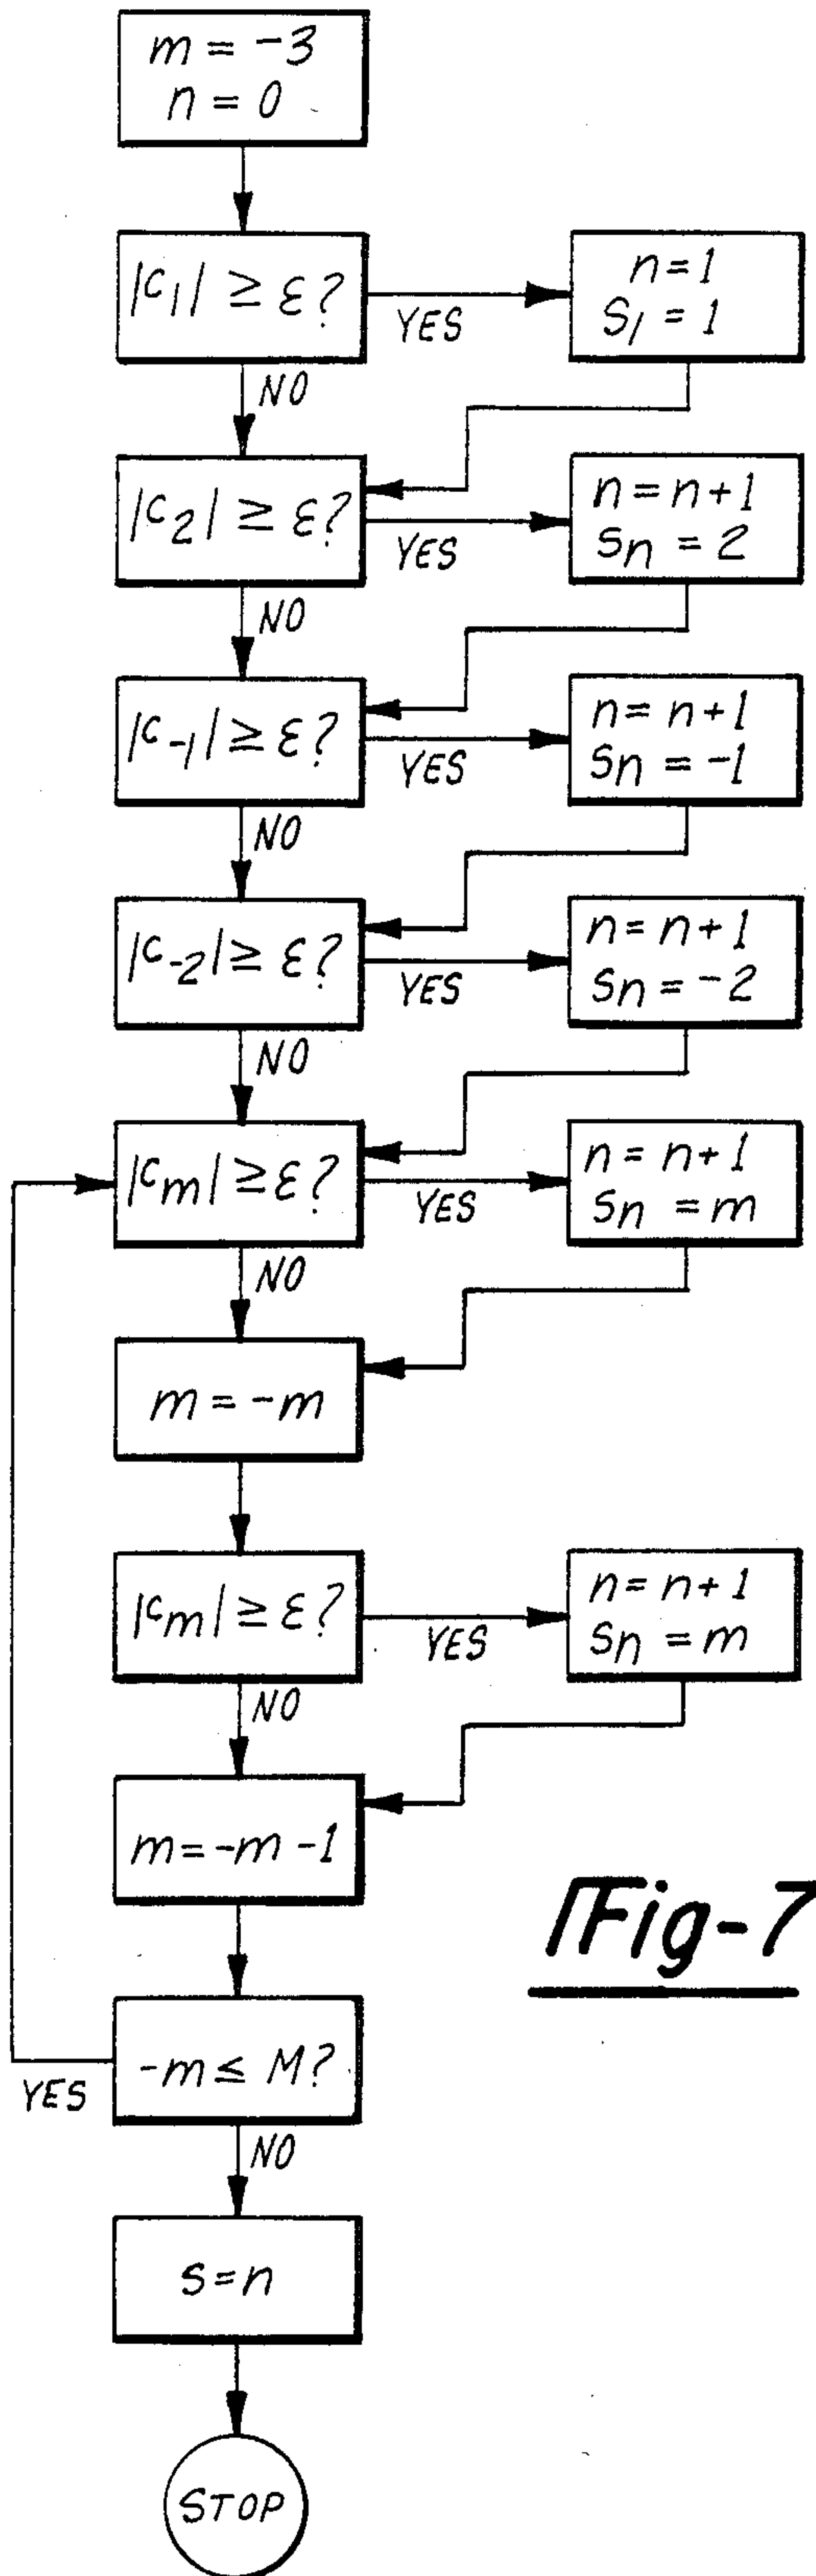 m = -3
n = 0
|c1| ≥ ε?
YES
n = 1
S1 = 1
NO
|c2| ≥ ε?
YES
n = n+1
Sn = 2
NO
|c-1| ≥ ε?
YES
n = n+1
Sn = -1
NO
|c-2| ≥ ε?
YES
n = n+1
Sn = -2
NO
|cm| ≥ ε?
YES
n = n+1
Sn = m
NO
m = -m
|cm| ≥ ε?
YES
n = n+1
Sn = m
NO
m = -m -1
Fig-7
-m ≤ M?
YES
NO
s = n
STOP